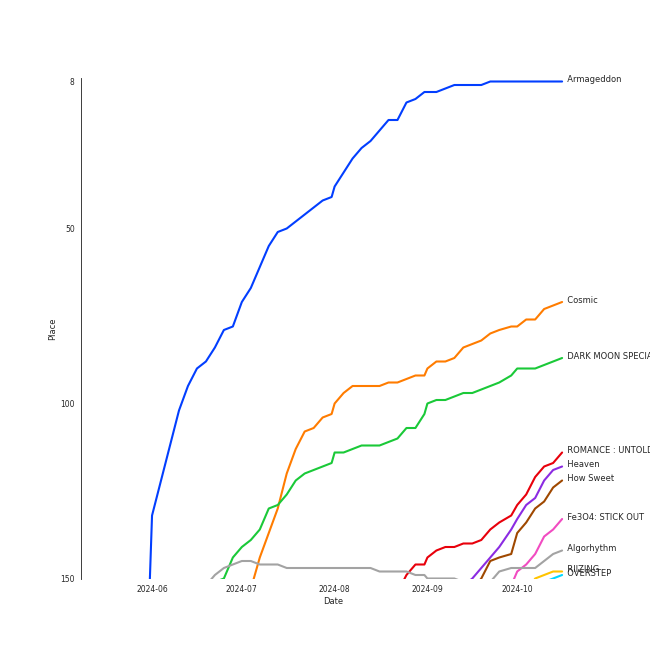 8
Armageddon
50
Place
Cosmic
DARK MOON SPECIA
100
ROMANCE : UNTOLD
Heaven
How Sweet
Fe3O4: STICK OUT
Algorhythm
RIIZING
OVERSTEP
150
2024-06
2024-07
2024-08
2024-09
2024-10
Date